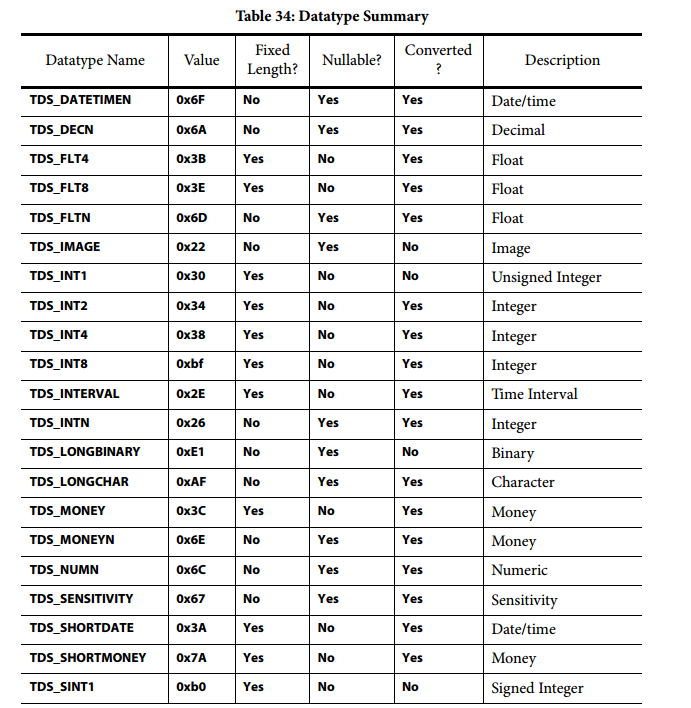 Table 34: Datatype Summary
Datatype Name Value Fixed Length? Nullable? Converted ? Description
TDS_DATETIMEN 0x6F No Yes Yes Date/time
TDS_DECN 0x6A No Yes Yes Decimal
TDS_FLT4 0x3B Yes No Yes Float
TDS_FLT8 0x3E Yes No Yes Float
TDS_FLTN 0x6D No Yes Yes Float
TDS_IMAGE 0x22 No Yes No Image
TDS_INT1 0x30 Yes No No Unsigned Integer
TDS_INT2 0x34 Yes No Yes Integer
TDS_INT4 0x38 Yes No Yes Integer
TDS_INT8 0xbf Yes No Yes Integer
TDS_INTERVAL 0x2E Yes No Yes Time Interval
TDS_INTN 0x26 No Yes Yes Integer
TDS_LONGBINARY 0xE1 No Yes No Binary
TDS_LONGCHAR 0xAF No Yes Yes Character
TDS_MONEY 0x3C Yes No Yes Money
TDS_MONEYN 0x6E No Yes Yes Money
TDS_NUMN 0x6C No Yes Yes Numeric
TDS_SENSITIVITY 0x67 No Yes Yes Sensitivity
TDS_SHORTDATE 0x3A Yes No Yes Date/time
TDS_SHORTMONEY 0x7A Yes No Yes Money
TDS_SINT1 0xb0 Yes No No Signed Integer